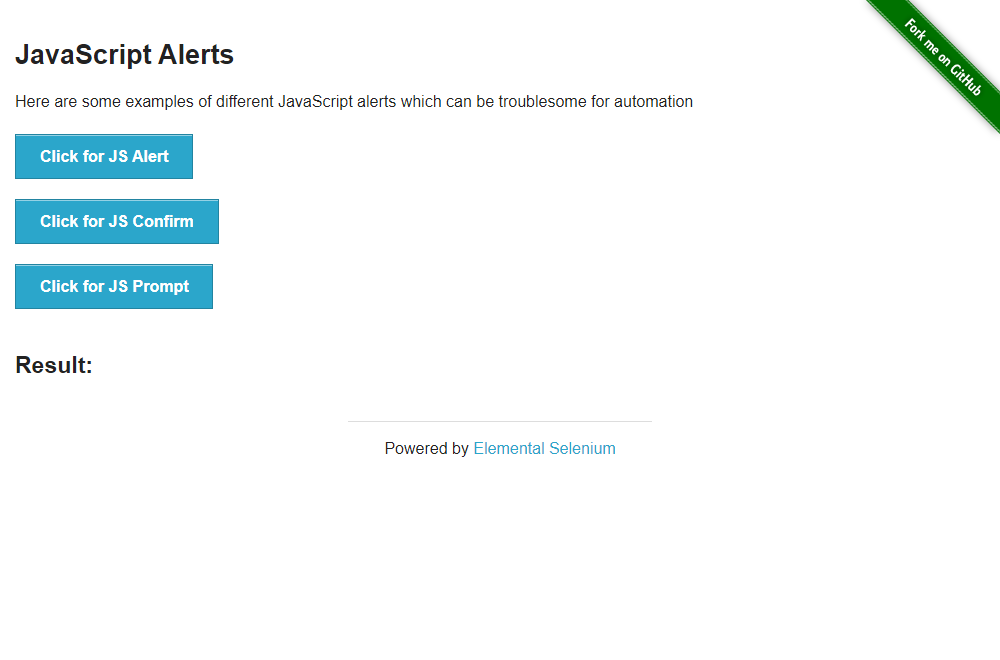 Fork me on GitHub
JavaScript Alerts
Here are some examples of different JavaScript alerts which can be troublesome for automation
Click for JS Alert
Click for JS Confirm
Click for JS Prompt
Result:
Powered by Elemental Selenium